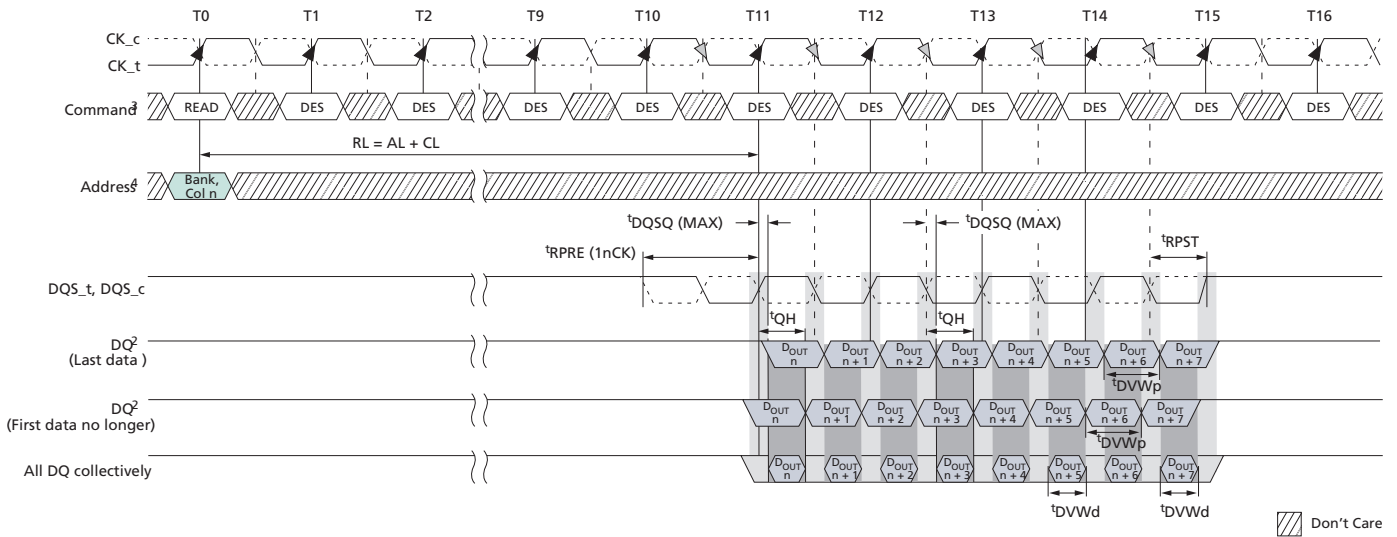 T0 T1 T2 T9 T10 T11 T12 T13 T14 T15 T16
CK_c
CK_t
Command3 READ DES DES DES DES DES DES DES DES DES DES
RL = AL + CL
Address4 Bank,
Col n
tDQSQ (MAX) tDQSQ (MAX)
tRPRE (1nCK) tRPST
DQS_t, DQS_c
tQH tQH
DQ2
(Last data )
DOUT n DOUT n + 1 DOUT n + 2 DOUT n + 3 DOUT n + 4 DOUT n + 5 DOUT n + 6 DOUT n + 7
tDVWp
DQ2
(First data no longer)
DOUT n DOUT n + 1 DOUT n + 2 DOUT n + 3 DOUT n + 4 DOUT n + 5 DOUT n + 6 DOUT n + 7
tDVWp
All DQ collectively
DOUT n DOUT n + 1 DOUT n + 2 DOUT n + 3 DOUT n + 4 DOUT n + 5 DOUT n + 6 DOUT n + 7
tDVWd tDVWd
Don't Care